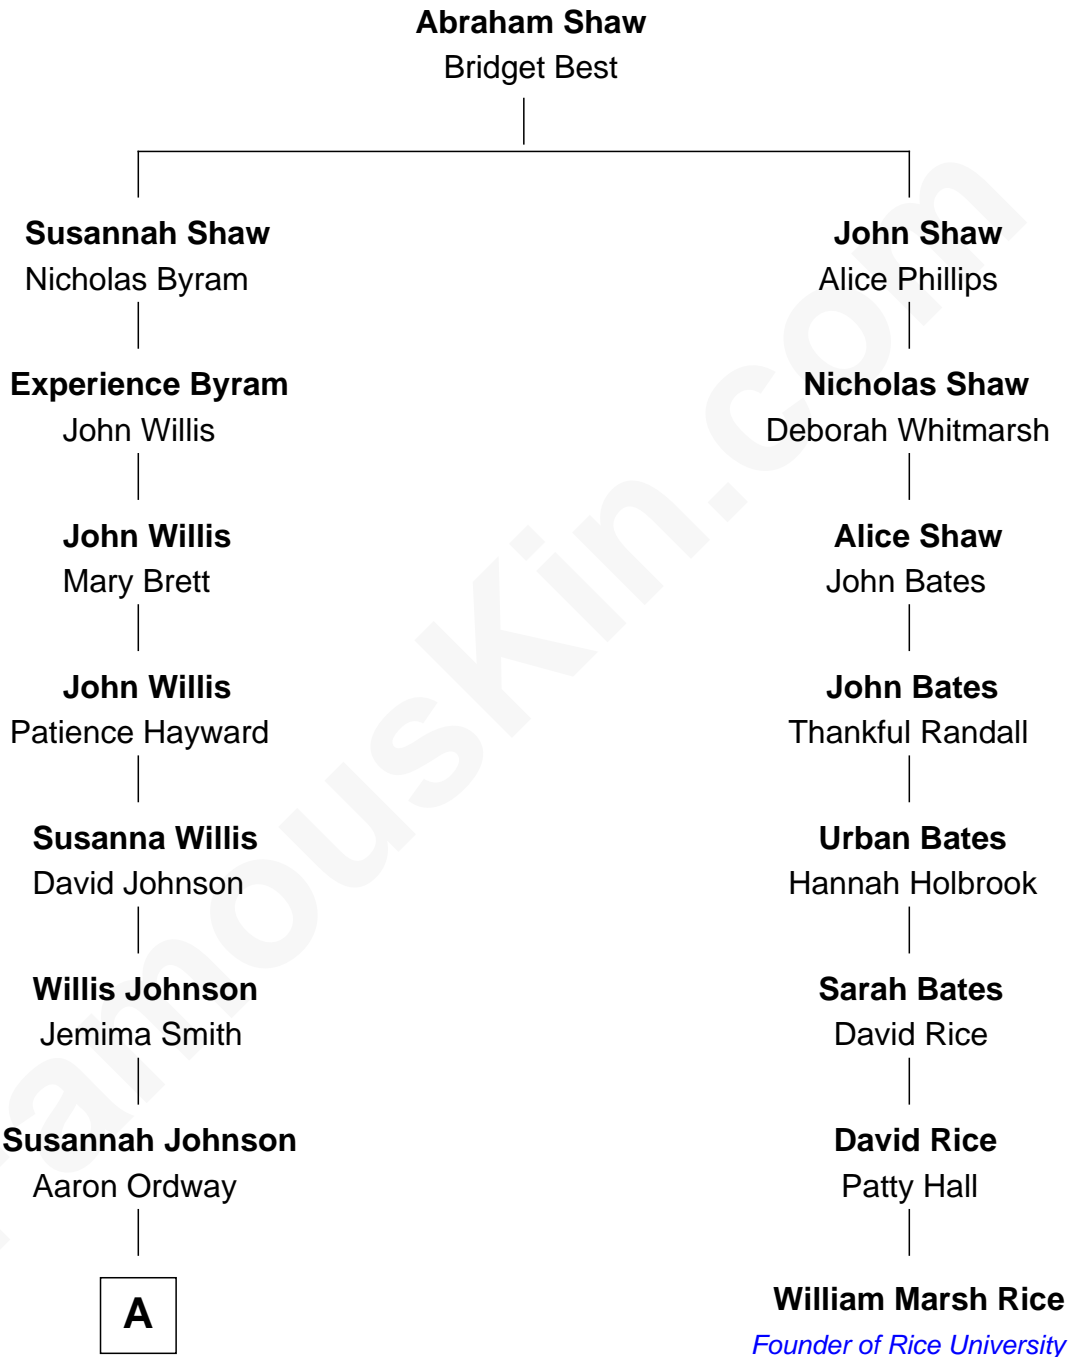 Abraham Shaw
Bridget Best
Susannah Shaw
Nicholas Byram
John Shaw
Alice Phillips
Experience Byram
John Willis
Nicholas Shaw
Deborah Whitmarsh
John Willis
Mary Brett
Alice Shaw
John Bates
John Willis
Patience Hayward
John Bates
Thankful Randall
Susanna Willis
David Johnson
Urban Bates
Hannah Holbrook
Willis Johnson
Jemima Smith
Sarah Bates
David Rice
Susannah Johnson
Aaron Ordway
David Rice
Patty Hall
A
William Marsh Rice
Founder of Rice University
FamousKin.com